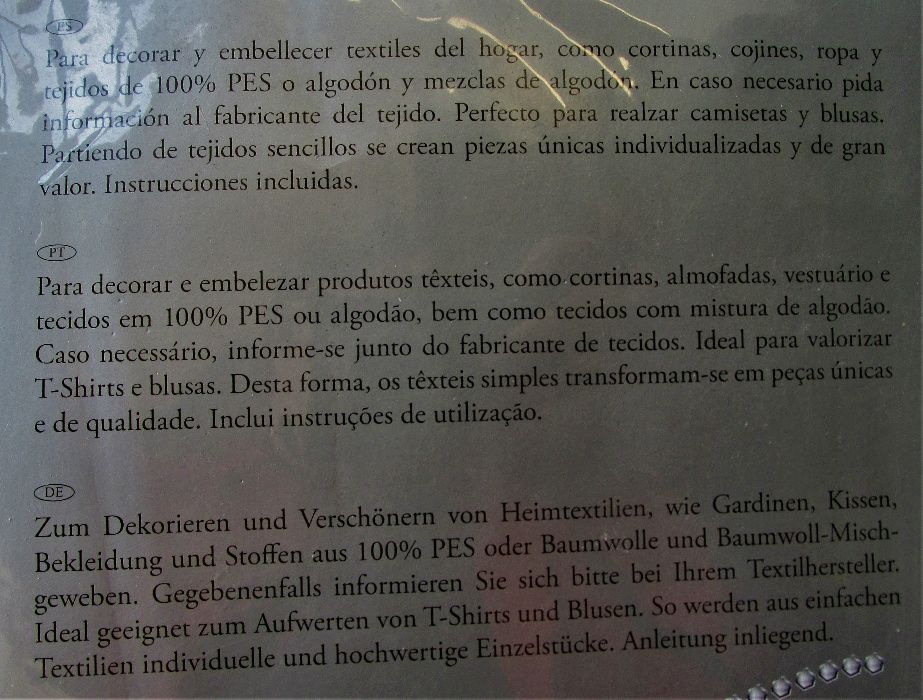 ES
Para decorar y embellecer textiles del hogar, como cortinas, cojines, ropa y
tejidos de 100% PES o algodón y mezclas de algodón. En caso necesario pida
información al fabricante del tejido. Perfecto para realzar camisetas y blusas.
Partiendo de tejidos sencillos se crean piezas únicas individualizadas y de gran
valor. Instrucciones incluidas.
PT
Para decorar e embelezar produtos têxteis, como cortinas, almofadas, vestuário e
tecidos em 100% PES ou algodão, bem como tecidos com mistura de algodão.
Caso necessário, informe-se junto do fabricante de tecidos. Ideal para valorizar
T-Shirts e blusas. Desta forma, os têxteis simples transformam-se em peças únicas
e de qualidade. Inclui instruções de utilização.
DE
Zum Dekorieren und Verschönern von Heimtextilien, wie Gardinen, Kissen,
Bekleidung und Stoffen aus 100% PES oder Baumwolle und Baumwoll-Misch-
geweben. Gegebenenfalls informieren Sie sich bitte bei Ihrem Textilhersteller.
Ideal geeignet zum Aufwerten von T-Shirts und Blusen. So werden aus einfachen
Textilien individuelle und hochwertige Einzelstücke. Anleitung inliegend.